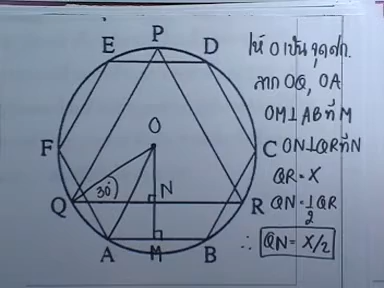 P
E D
ให้ O เป็นจุดศก.
ลาก OQ, OA
OM⊥AB ที่ M
O
F C
ON⊥QR ที่ N
30°
N
QR = X
Q R
QN = 1/2 QR
A M B
∴ QN = X/2